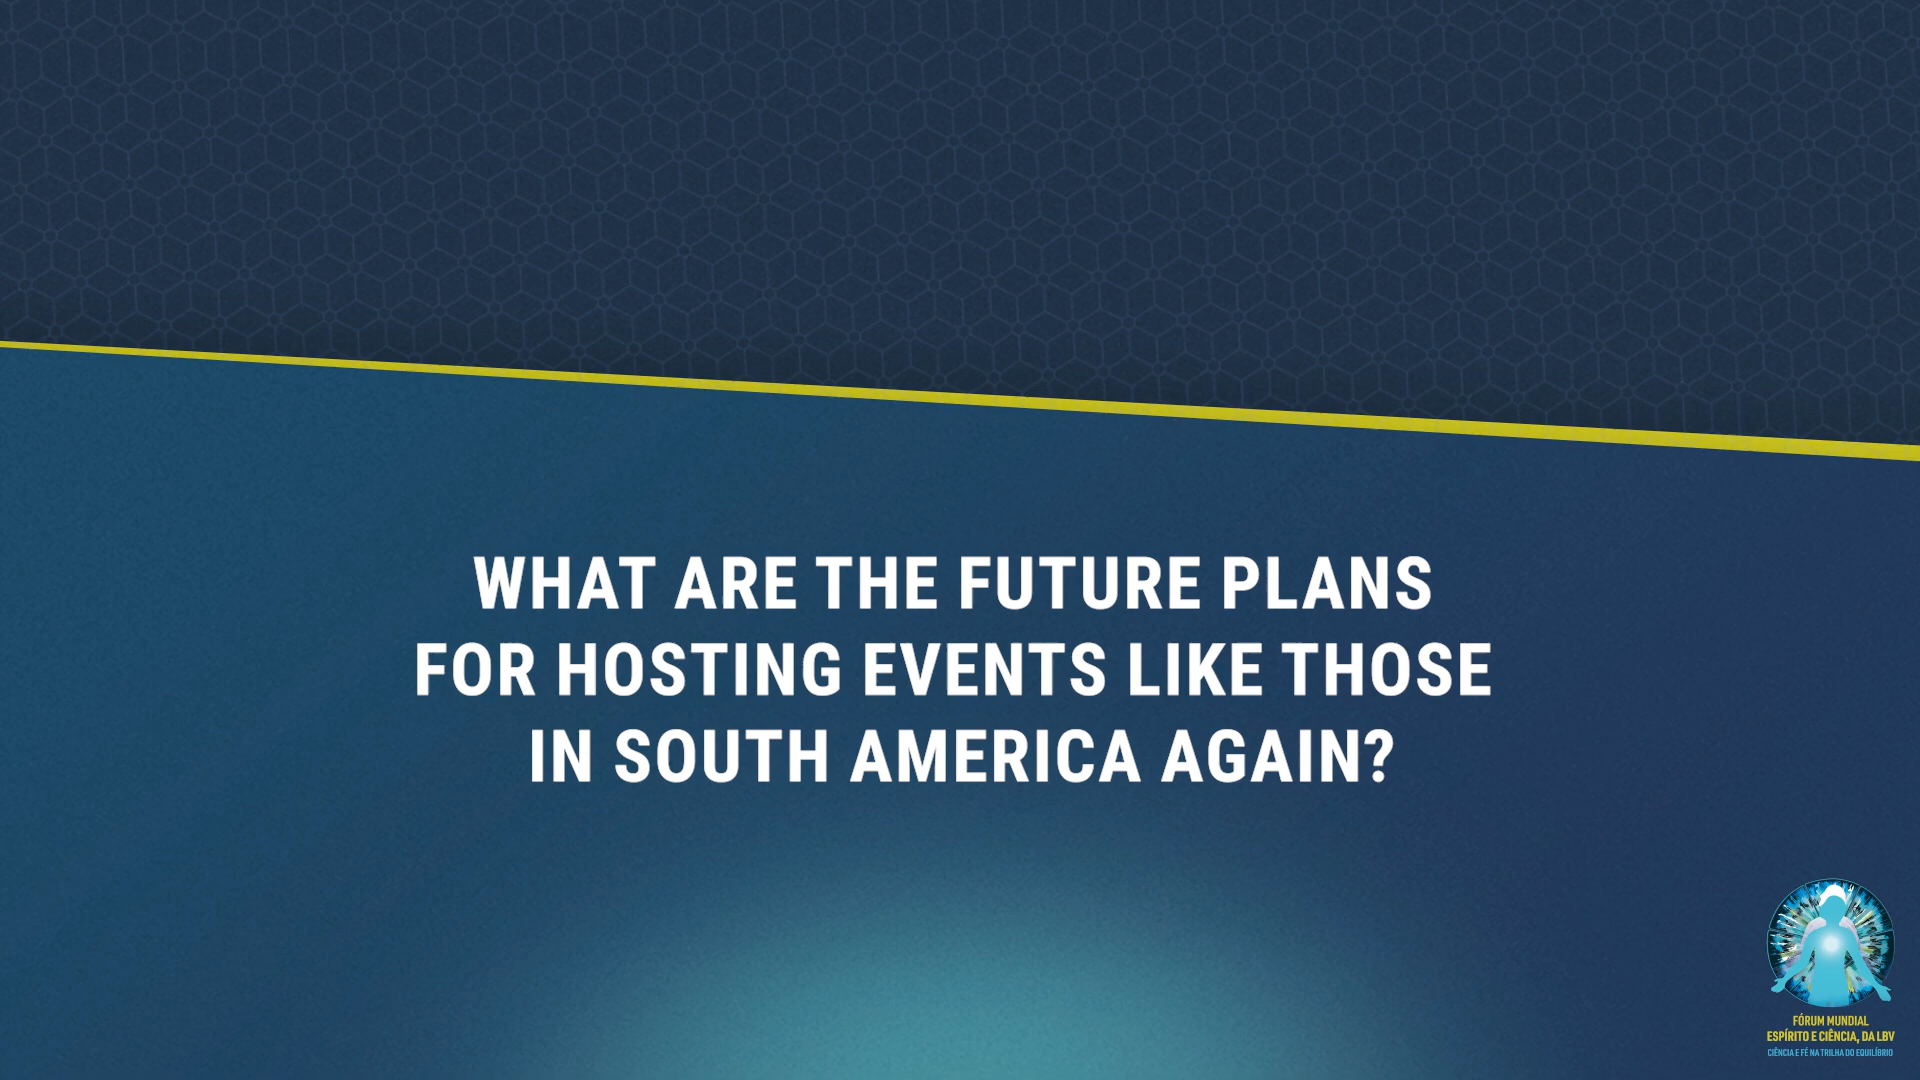 WHAT ARE THE FUTURE PLANS
FOR HOSTING EVENTS LIKE THOSE
IN SOUTH AMERICA AGAIN?
FÓRUM MUNDIAL
ESPÍRITO E CIÊNCIA, DA LBV
CIÊNCIA E FÉ NA TRILHA DO EQUILÍBRIO